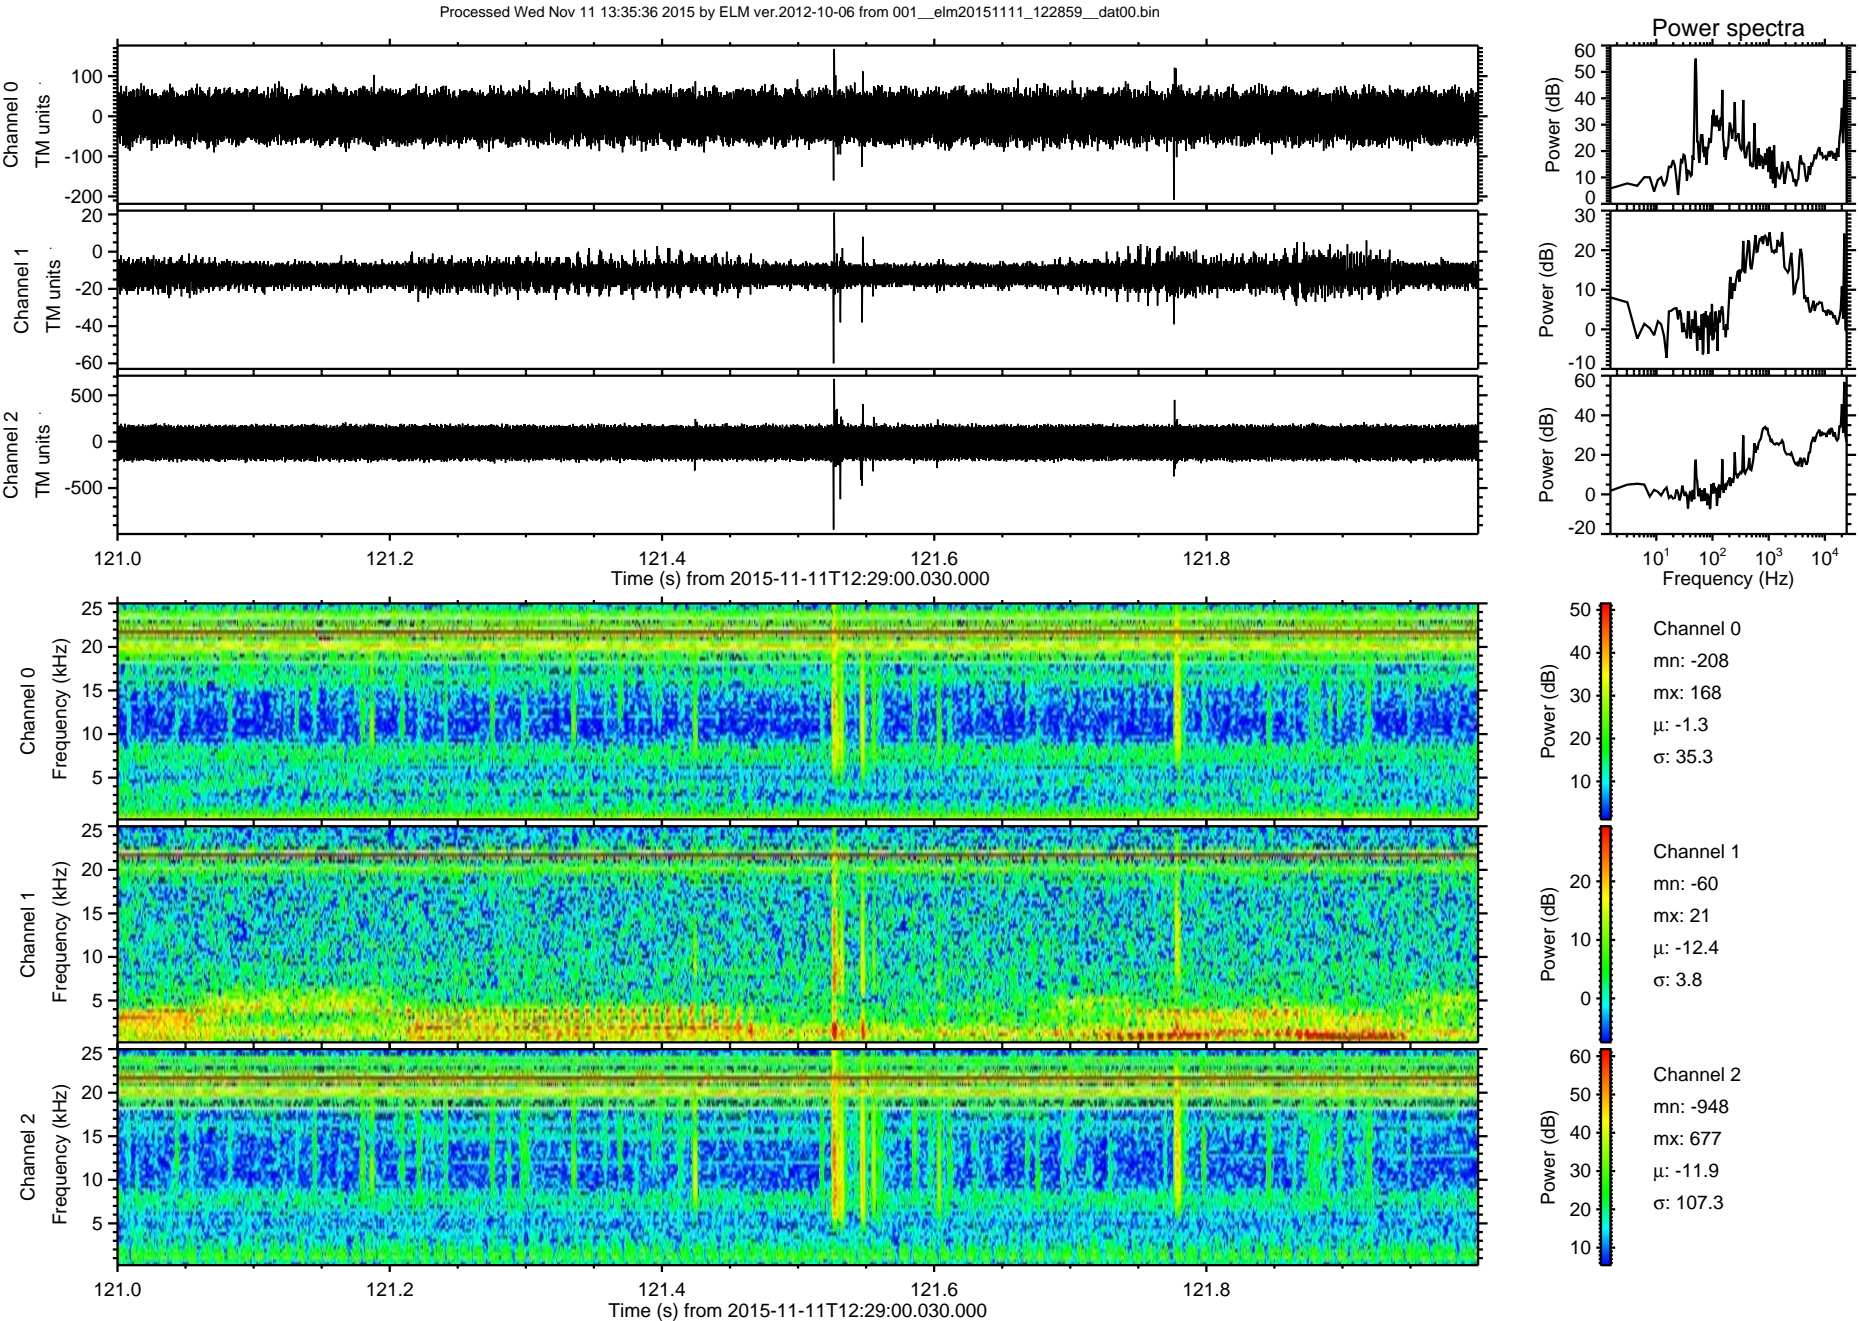 Processed Wed Nov 11 13:35:36 2015 by ELM ver.2012-10-06 from 001__elm20151111_122859__dat00.bin
Power spectra
Channel 0
TM units
100
0
-100
-200
Power (dB)
60
50
40
30
20
10
0
Channel 1
TM units
20
0
-20
-40
-60
Power (dB)
30
20
10
0
-10
Channel 2
TM units
500
0
-500
Power (dB)
60
40
20
0
-20
121.0 121.2 121.4 121.6 121.8
Time (s) from 2015-11-11T12:29:00.030.000
10¹ 10² 10³ 10⁴
Frequency (Hz)
Channel 0
Frequency (kHz)
25
20
15
10
5
Power (dB)
50
40
30
20
10
Channel 0
mn: -208
mx: 168
μ: -1.3
σ: 35.3
Channel 1
Frequency (kHz)
25
20
15
10
5
Power (dB)
20
10
0
Channel 1
mn: -60
mx: 21
μ: -12.4
σ: 3.8
Channel 2
Frequency (kHz)
25
20
15
10
5
Power (dB)
60
50
40
30
20
10
Channel 2
mn: -948
mx: 677
μ: -11.9
σ: 107.3
121.0 121.2 121.4 121.6 121.8
Time (s) from 2015-11-11T12:29:00.030.000